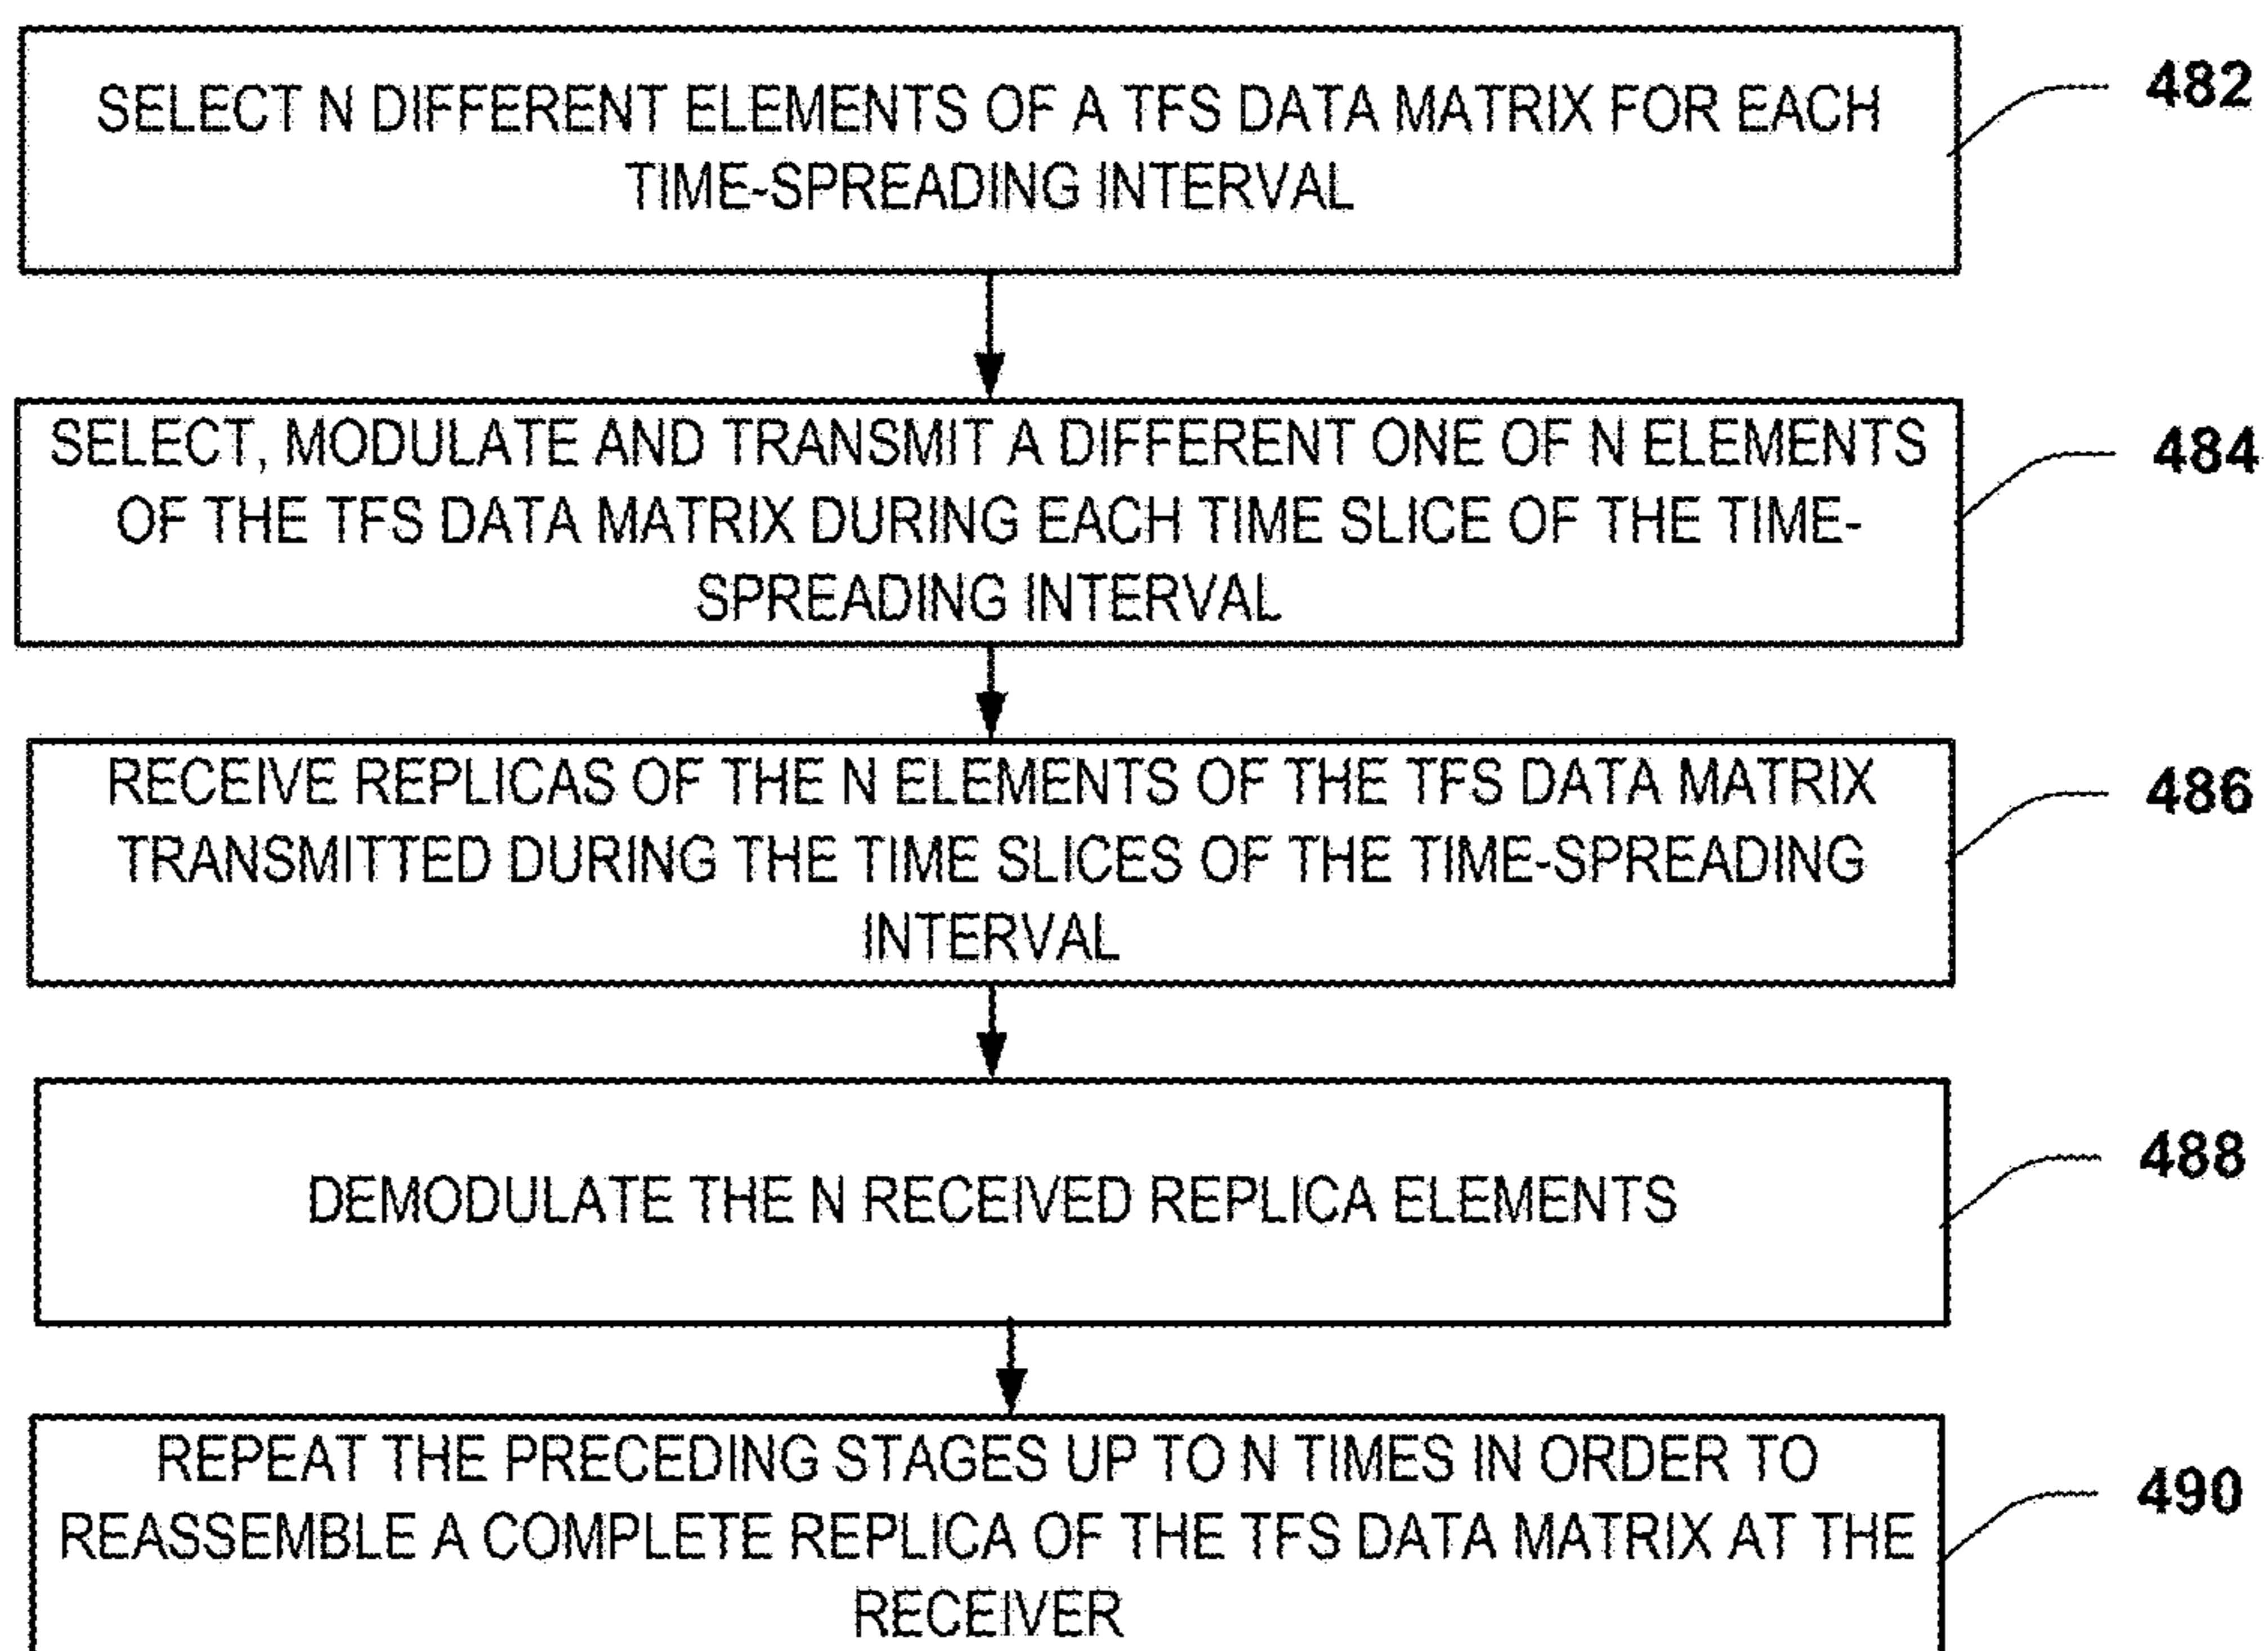 SELECT N DIFFERENT ELEMENTS OF A TFS DATA MATRIX FOR EACH
TIME-SPREADING INTERVAL
482
SELECT, MODULATE AND TRANSMIT A DIFFERENT ONE OF N ELEMENTS
OF THE TFS DATA MATRIX DURING EACH TIME SLICE OF THE TIME-
SPREADING INTERVAL
484
RECEIVE REPLICAS OF THE N ELEMENTS OF THE TFS DATA MATRIX
TRANSMITTED DURING THE TIME SLICES OF THE TIME-SPREADING
INTERVAL
486
DEMODULATE THE N RECEIVED REPLICA ELEMENTS
488
REPEAT THE PRECEDING STAGES UP TO N TIMES IN ORDER TO
REASSEMBLE A COMPLETE REPLICA OF THE TFS DATA MATRIX AT THE
RECEIVER
490